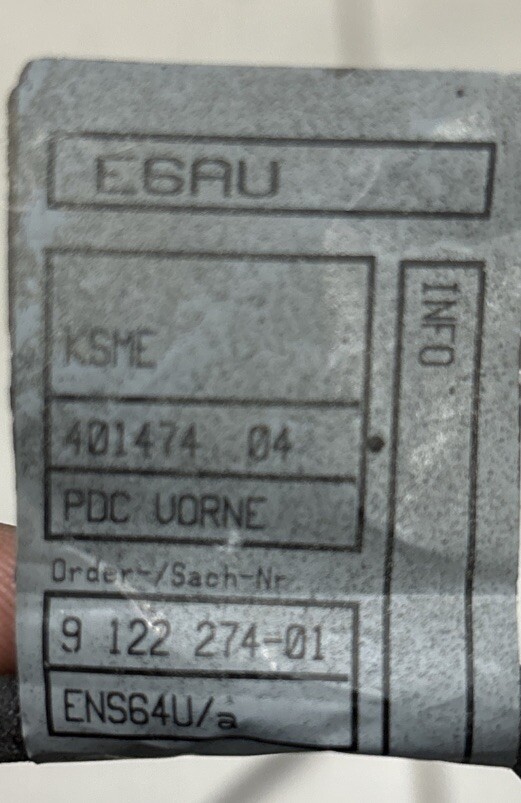 E6AU
INFO
KSME
401474 04
PDC VORNE
Order-/Sach-Nr.
9 122 274-01
ENS64U/a